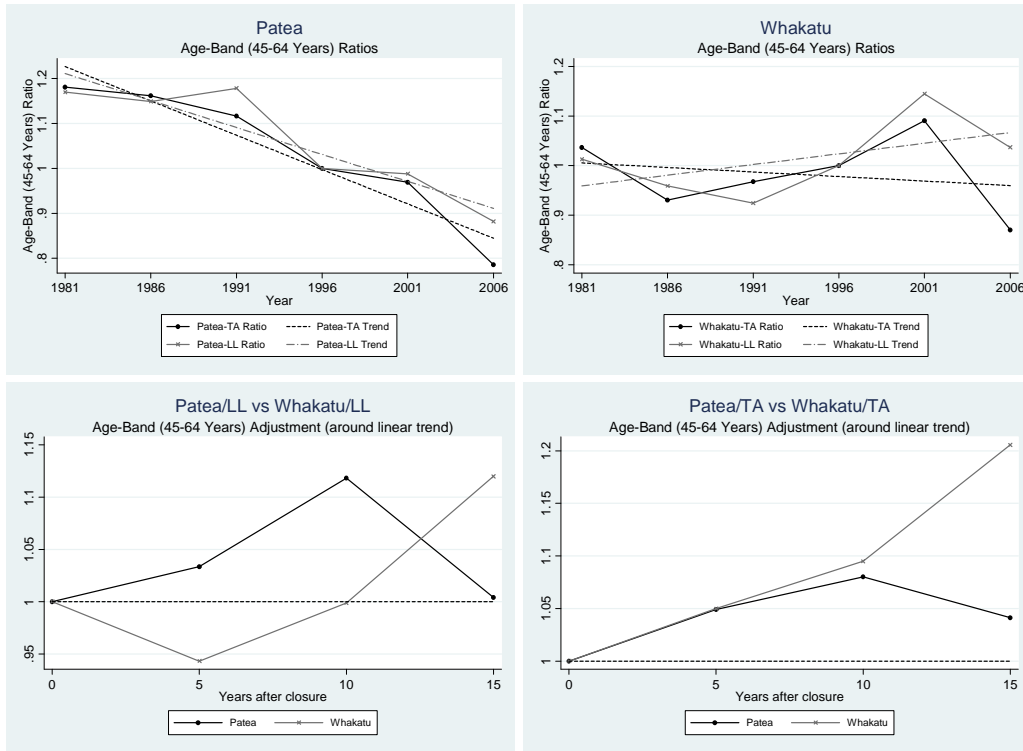 Patea
Age-Band (45-64 Years) Ratios
Age-Band (45-64 Years) Ratio
1.2
1.1
1
.9
.8
1981 1986 1991 1996 2001 2006
Year
Patea-TA Ratio Patea-TA Trend
Patea-LL Ratio Patea-LL Trend
Whakatu
Age-Band (45-64 Years) Ratios
Age-Band (45-64 Years) Ratio
1.2
1.1
1
.9
.8
1981 1986 1991 1996 2001 2006
Year
Whakatu-TA Ratio Whakatu-TA Trend
Whakatu-LL Ratio Whakatu-LL Trend
Patea/LL vs Whakatu/LL
Age-Band (45-64 Years) Adjustment (around linear trend)
1.15
1.1
1.05
1
.95
0 5 10 15
Years after closure
Patea Whakatu
Patea/TA vs Whakatu/TA
Age-Band (45-64 Years) Adjustment (around linear trend)
1.2
1.15
1.1
1.05
1
0 5 10 15
Years after closure
Patea Whakatu